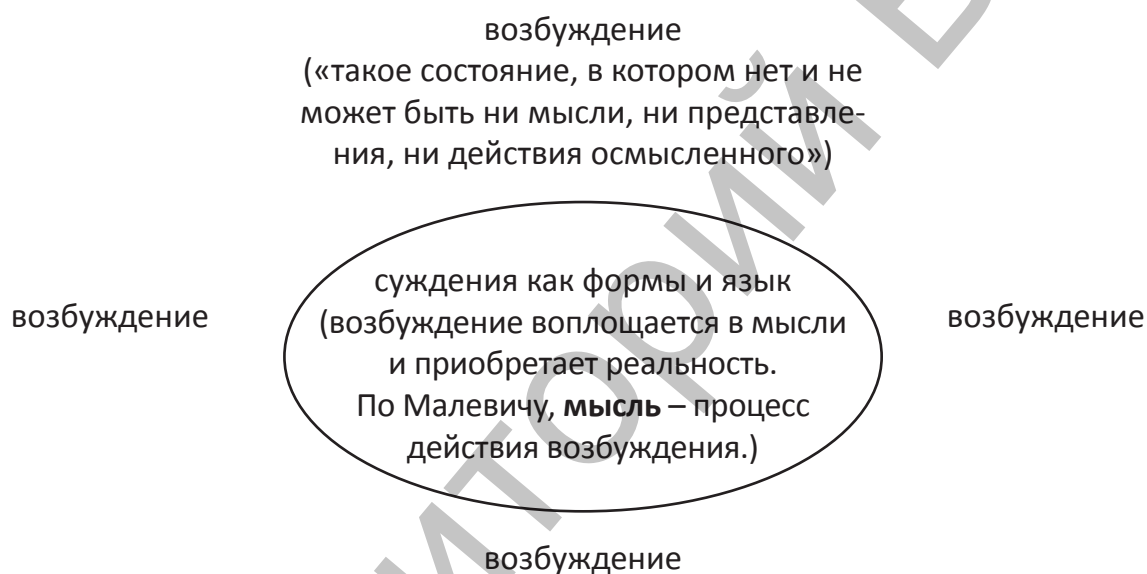 возбуждение
(«такое состояние, в котором нет и не
может быть ни мысли, ни представле-
ния, ни действия осмысленного»)
суждения как формы и язык
возбуждение
(возбуждение воплощается в мысли
возбуждение
и приобретает реальность.
По Малевичу, мысль – процесс
действия возбуждения.)
возбуждение